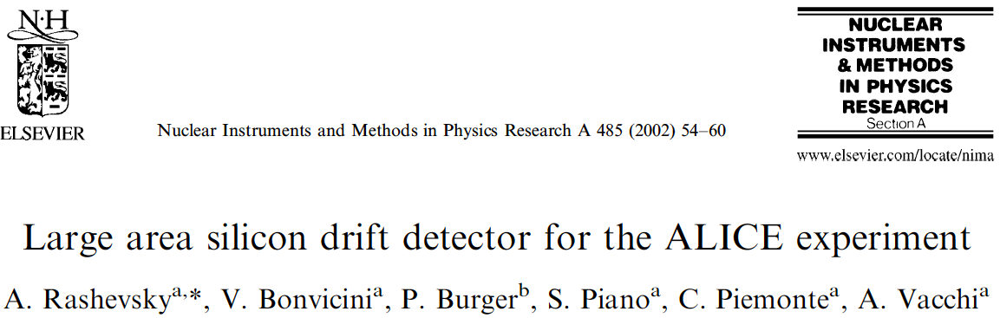 N·H
ELSEVIER
Nuclear Instruments and Methods in Physics Research A 485 (2002) 54–60
NUCLEAR
INSTRUMENTS
& METHODS
IN PHYSICS
RESEARCH
Section A
www.elsevier.com/locate/nima
Large area silicon drift detector for the ALICE experiment
A. Rashevskyᵃ,*, V. Bonviciniᵃ, P. Burgerᵇ, S. Pianoᵃ, C. Piemonteᵃ, A. Vacchiᵃ